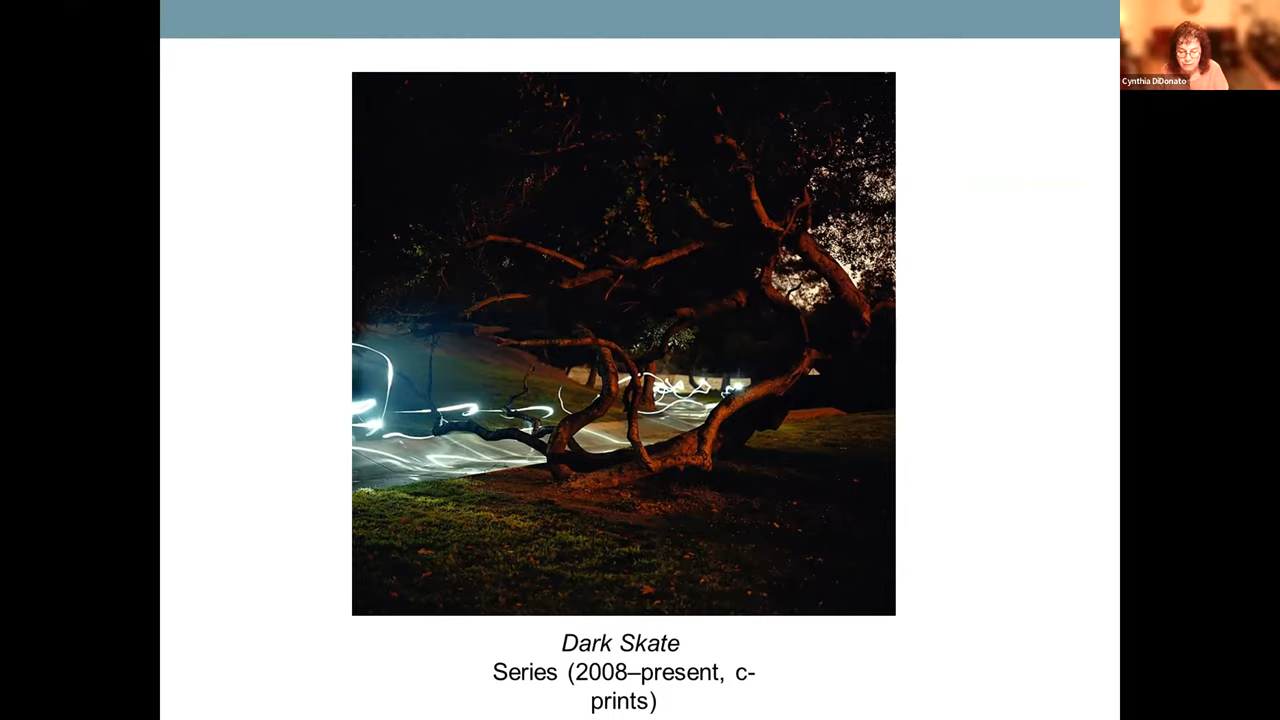 Cynthia DiDonato
Dark Skate
Series (2008–present, c-
prints)